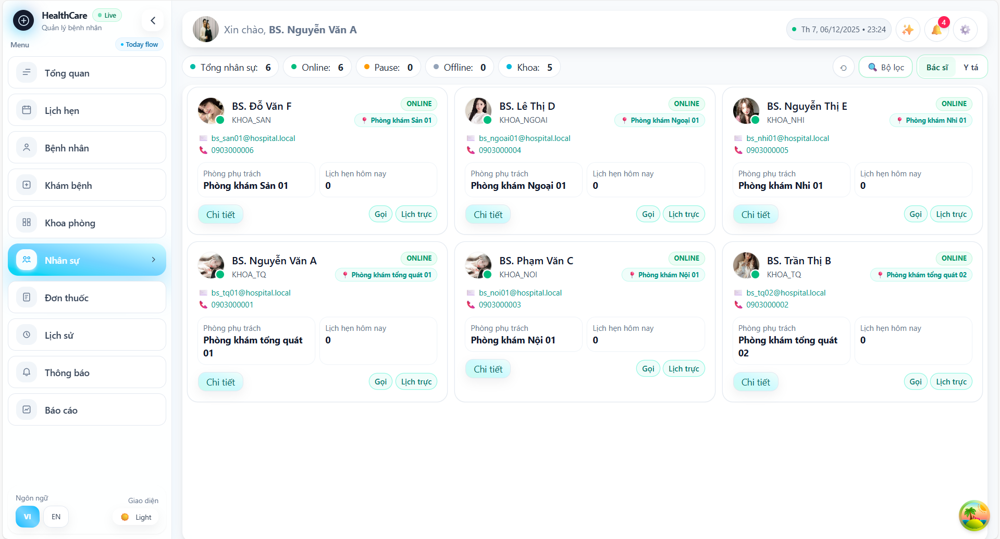 HealthCare
Live
Quản lý bệnh nhân
Menu
Today flow
Tổng quan
Lịch hẹn
Bệnh nhân
Khám bệnh
Khoa phòng
Nhân sự
Đơn thuốc
Lịch sử
Thông báo
Báo cáo
Ngôn ngữ
Giao diện
VI
EN
Light
Xin chào, BS. Nguyễn Văn A
Th 7, 06/12/2025 • 23:24
4
Tổng nhân sự: 6
Online: 6
Pause: 0
Offline: 0
Khoa: 5
Bộ lọc
Bác sĩ
Y tá
BS. Đỗ Văn F
ONLINE
KHOA_SAN
Phòng khám Sản 01
bs_san01@hospital.local
0903000006
Phòng phụ trách
Phòng khám Sản 01
Lịch hẹn hôm nay
0
Chi tiết
Gọi
Lịch trực
BS. Lê Thị D
ONLINE
KHOA_NGOAI
Phòng khám Ngoại 01
bs_ngoai01@hospital.local
0903000004
Phòng phụ trách
Phòng khám Ngoại 01
Lịch hẹn hôm nay
0
Chi tiết
Gọi
Lịch trực
BS. Nguyễn Thị E
ONLINE
KHOA_NHI
Phòng khám Nhi 01
bs_nhi01@hospital.local
0903000005
Phòng phụ trách
Phòng khám Nhi 01
Lịch hẹn hôm nay
0
Chi tiết
Gọi
Lịch trực
BS. Nguyễn Văn A
ONLINE
KHOA_TQ
Phòng khám tổng quát 01
bs_tq01@hospital.local
0903000001
Phòng phụ trách
Phòng khám tổng quát
01
Lịch hẹn hôm nay
0
Chi tiết
Gọi
Lịch trực
BS. Phạm Văn C
ONLINE
KHOA_NOI
Phòng khám Nội 01
bs_noi01@hospital.local
0903000003
Phòng phụ trách
Phòng khám Nội 01
Lịch hẹn hôm nay
0
Chi tiết
Gọi
Lịch trực
BS. Trần Thị B
ONLINE
KHOA_TQ
Phòng khám tổng quát 02
bs_tq02@hospital.local
0903000002
Phòng phụ trách
Phòng khám tổng quát
02
Lịch hẹn hôm nay
0
Chi tiết
Gọi
Lịch trực